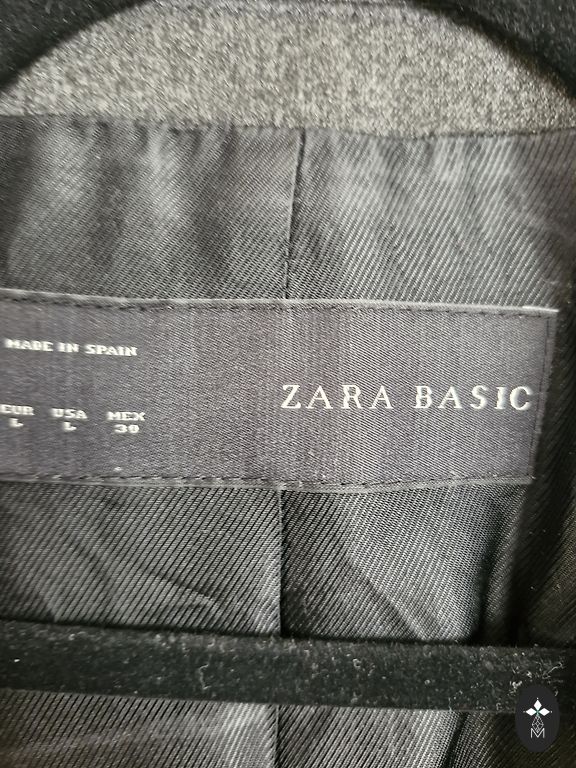 MADE IN SPAIN
ZARA BASIC
EUR USA MEX
L L 30